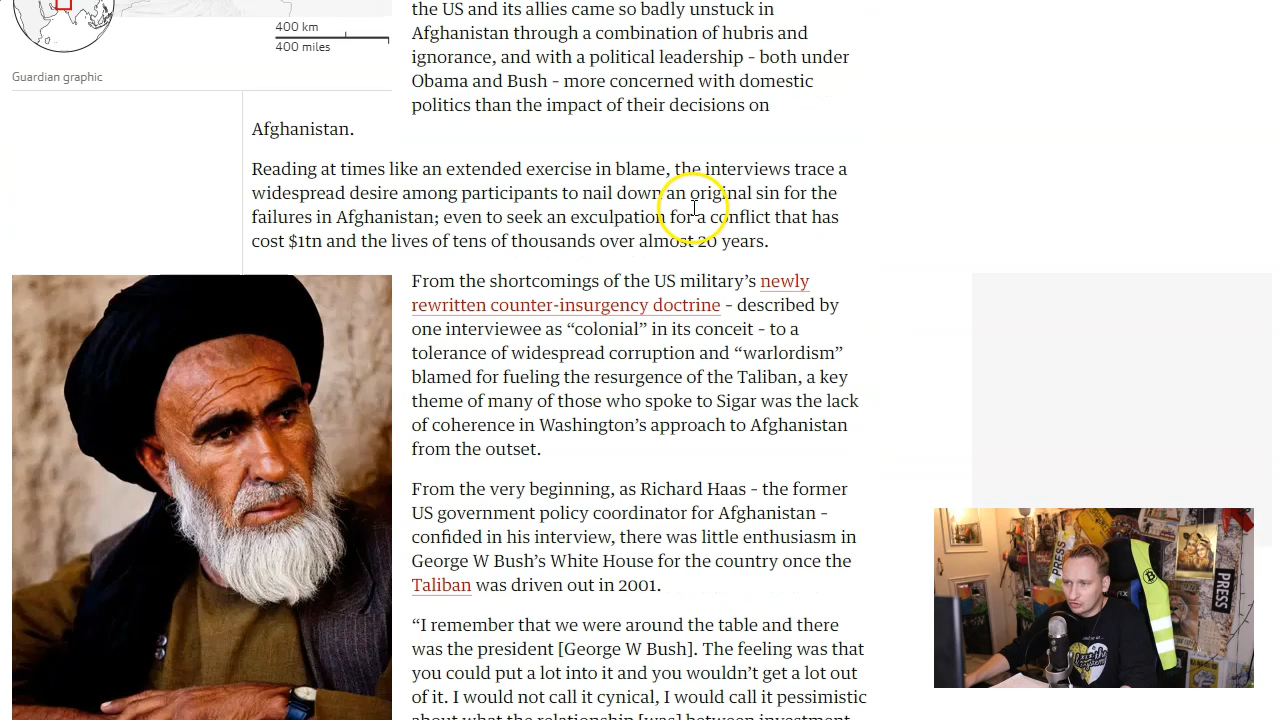 400 km
400 miles
Guardian graphic
the US and its allies came so badly unstuck in
Afghanistan through a combination of hubris and
ignorance, and with a political leadership – both under
Obama and Bush – more concerned with domestic
politics than the impact of their decisions on
Afghanistan.
Reading at times like an extended exercise in blame, the interviews trace a
widespread desire among participants to nail down an original sin for the
failures in Afghanistan; even to seek an exculpation for a conflict that has
cost $1tn and the lives of tens of thousands over almost 20 years.
From the shortcomings of the US military’s newly
rewritten counter-insurgency doctrine – described by
one interviewee as “colonial” in its conceit – to a
tolerance of widespread corruption and “warlordism”
blamed for fueling the resurgence of the Taliban, a key
theme of many of those who spoke to Sigar was the lack
of coherence in Washington’s approach to Afghanistan
from the outset.
From the very beginning, as Richard Haas – the former
US government policy coordinator for Afghanistan –
confided in his interview, there was little enthusiasm in
George W Bush’s White House for the country once the
Taliban was driven out in 2001.
“I remember that we were around the table and there
was the president [George W Bush]. The feeling was that
you could put a lot into it and you wouldn’t get a lot out
of it. I would not call it cynical, I would call it pessimistic
about what the relationship [was] between investment
PRESS
PRESS